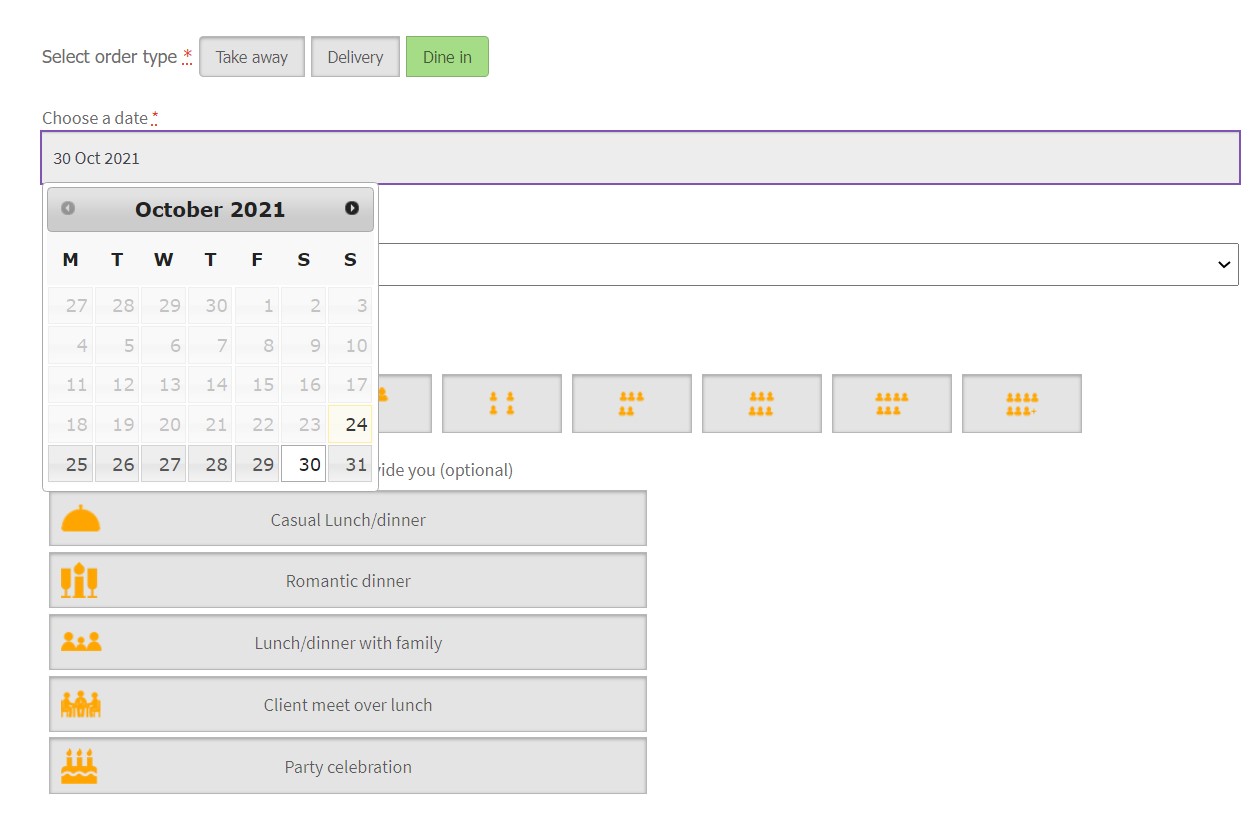 Select order type * Take away Delivery Dine in
Choose a date *
30 Oct 2021
October 2021
M T W T F S S
27 28 29 30 1 2 3
4 5 6 7 8 9 10
11 12 13 14 15 16 17
18 19 20 21 22 23 24
25 26 27 28 29 30 31
you (optional)
Casual Lunch/dinner
Romantic dinner
Lunch/dinner with family
Client meet over lunch
Party celebration